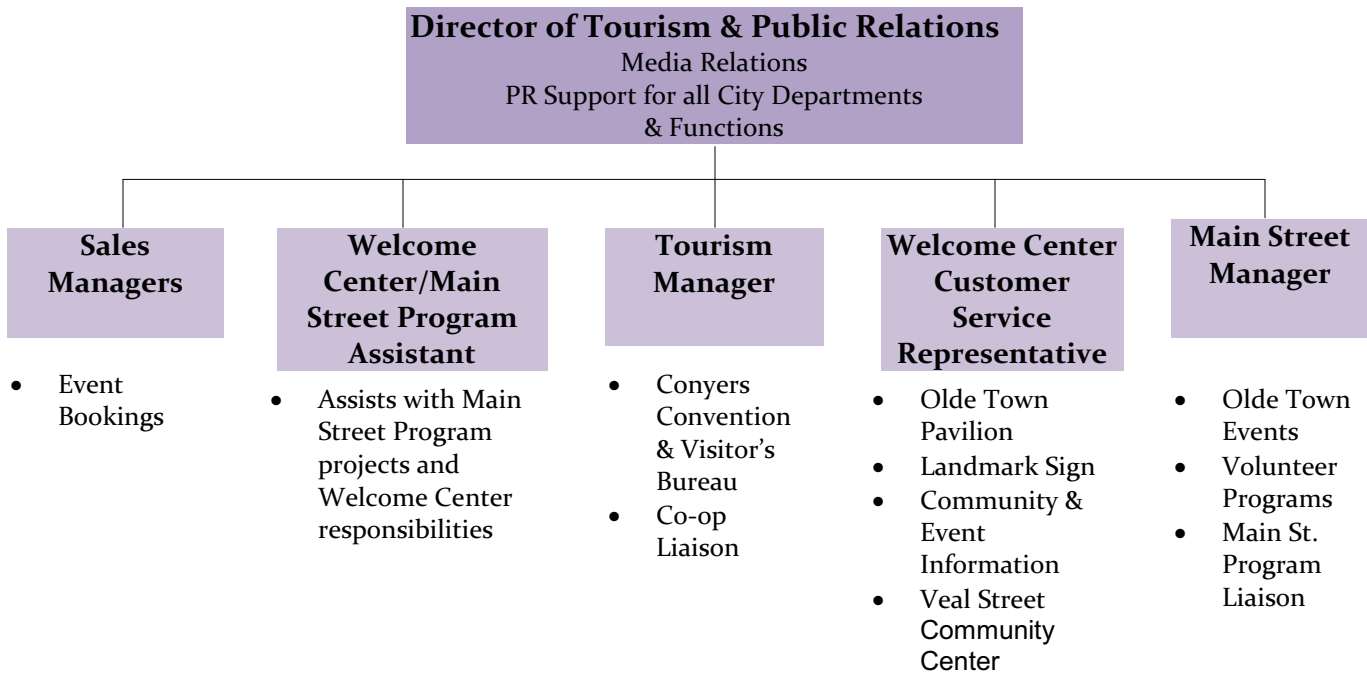 Director of Tourism & Public Relations
Media Relations
PR Support for all City Departments
& Functions
Sales
Managers
• Event
Bookings
Welcome
Center/Main
Street Program
Assistant
• Assists with Main
Street Program
projects and
Welcome Center
responsibilities
Tourism
Manager
• Conyers
Convention
& Visitor’s
Bureau
• Co-op
Liaison
Welcome Center
Customer
Service
Representative
• Olde Town
Pavilion
• Landmark Sign
• Community &
Event
Information
• Veal Street
Community
Center
Main Street
Manager
• Olde Town
Events
• Volunteer
Programs
• Main St.
Program
Liaison